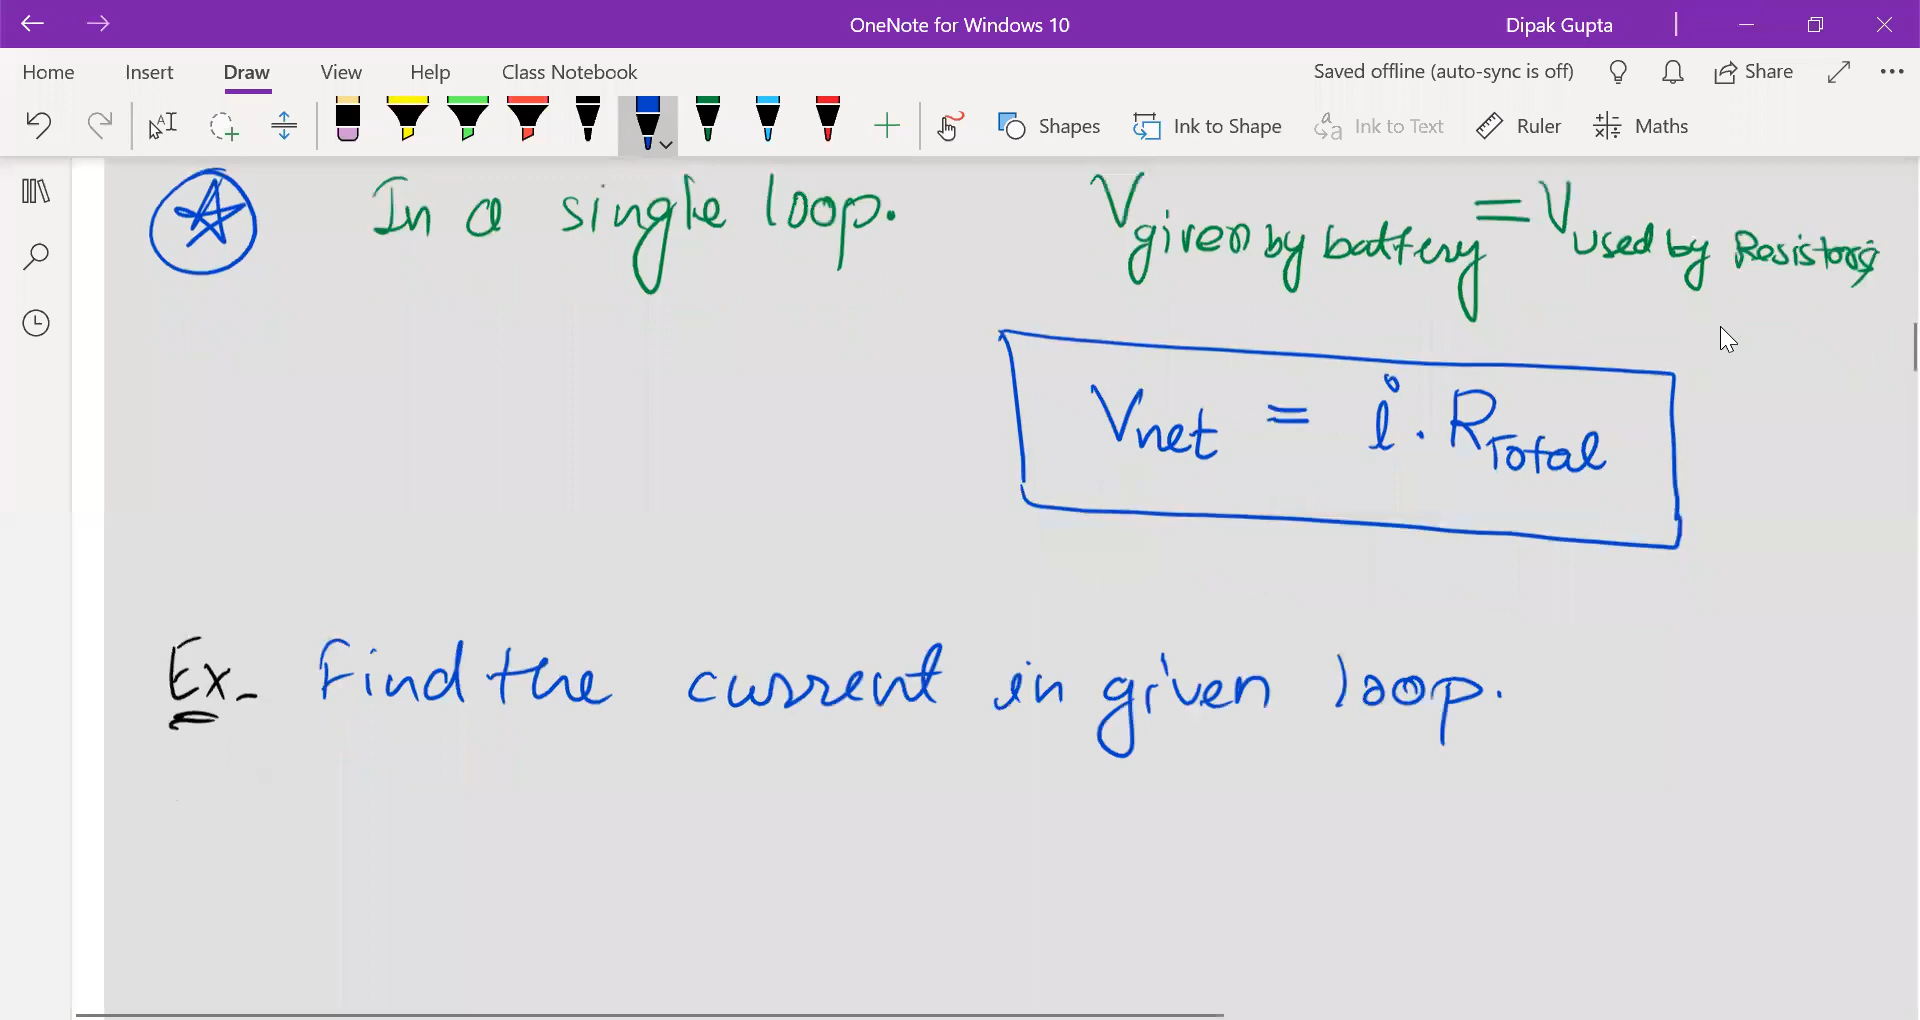 OneNote for Windows 10
Dipak Gupta
Home Insert Draw View Help Class Notebook
Saved offline (auto-sync is off) Share
Shapes Ink to Shape Ink to Text Ruler Maths
In a single loop. V given by battery = V used by Resistors
Vnet = i . RTotal
Ex- Find the current in given loop.